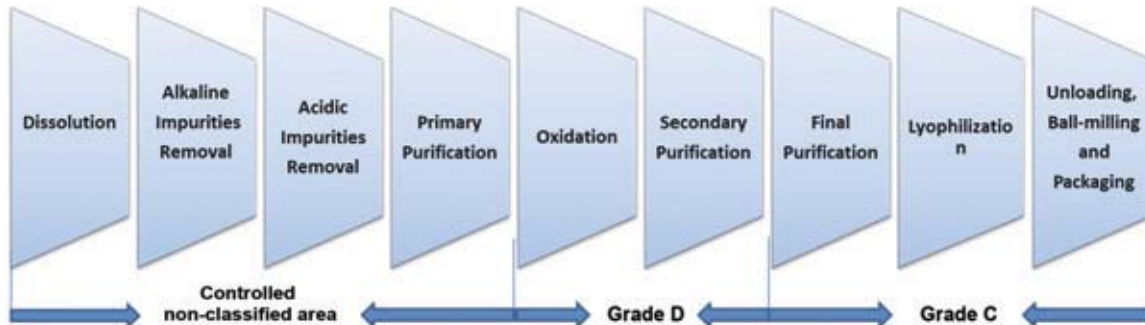 Dissolution
Alkaline
Impurities
Removal
Acidic
Impurities
Removal
Primary
Purification
Oxidation
Secondary
Purification
Final
Purification
Lyophilizatio
n
Unloading,
Ball-milling
and
Packaging
Controlled
non-classified area
Grade D
Grade C